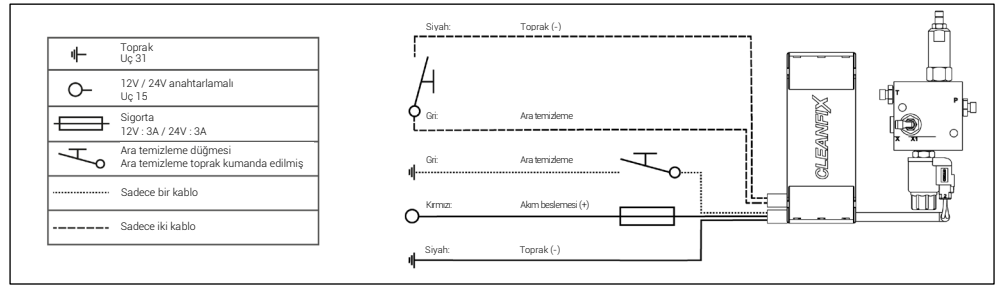 Toprak
Uç 31
12V / 24V anahtarlamalı
Uç 15
Sigorta
12V : 3A / 24V : 3A
Ara temizleme düğmesi
Ara temizleme toprak kumanda edilmiş
Sadece bir kablo
Sadece iki kablo
Siyah: Toprak (-)
Gri: Ara temizleme
Gri: Ara temizleme
Kırmızı: Akım beslemesi (+)
Siyah: Toprak (-)
CLEANFIX
T
P
X X1